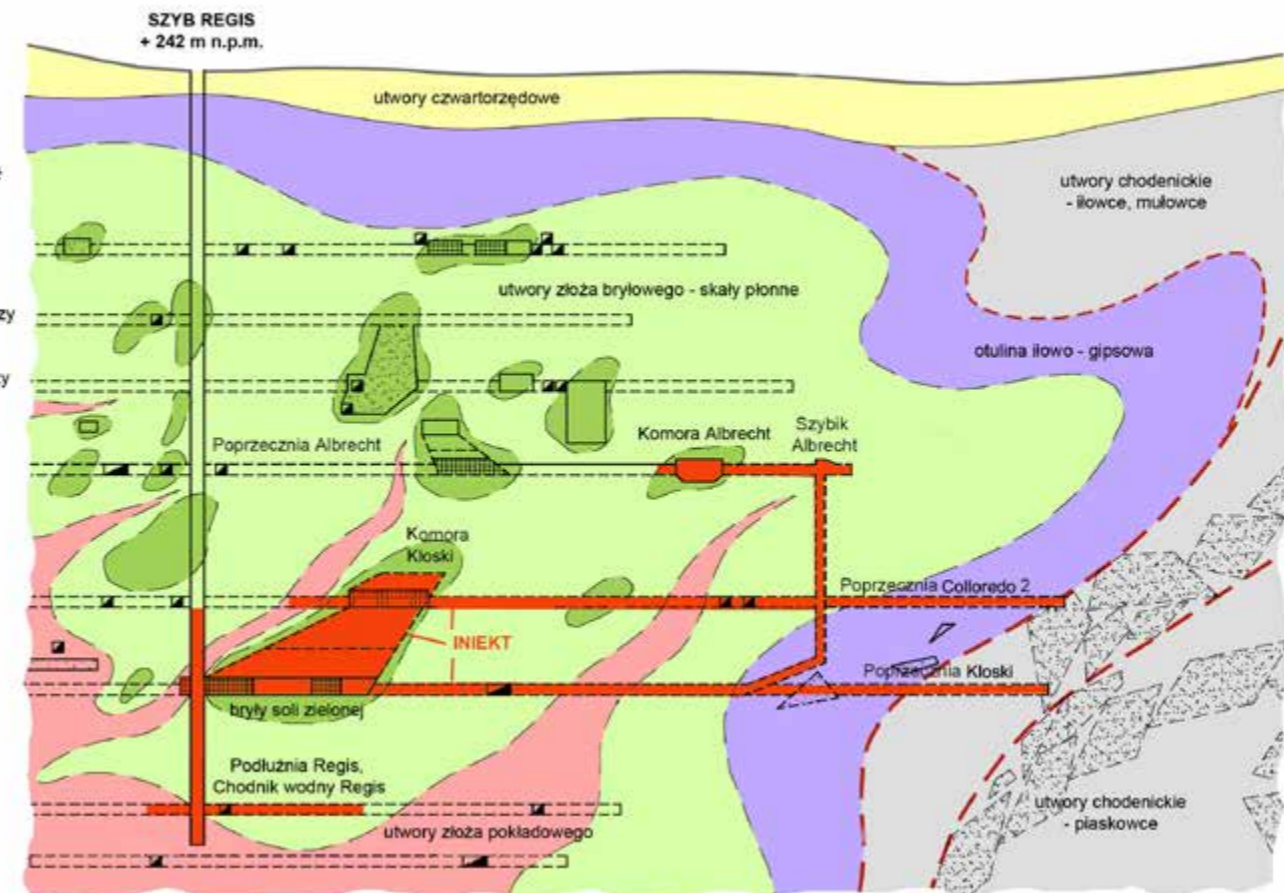 SZYB REGIS
+ 242 m n.p.m.
utwory czwartorzędowe
utwory chodenickie
- iłowce, mułowce
utwory złoża bryłowego - skały płonne
otulina iłowo - gipsowa
Poprzecznia Albrecht
Komora Albrecht
Szybik
Albrecht
Komora
Kloski
Poprzecznia Colloredo 2
INIEKT
Poprzecznia Kloski
bryły soli zielonej
Podłużnia Regis,
Chodnik wodny Regis
utwory złoża pokładowego
utwory chodenickie
- piaskowce